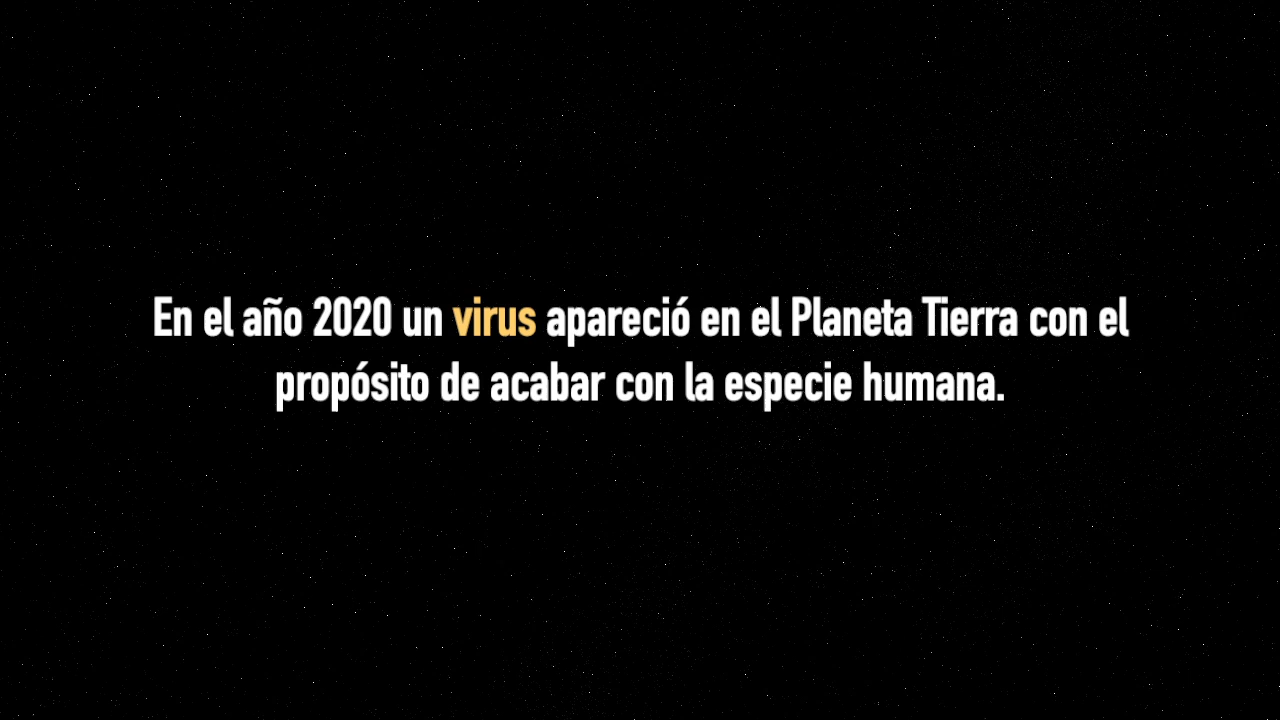 En el año 2020 un virus apareció en el Planeta Tierra con el
propósito de acabar con la especie humana.